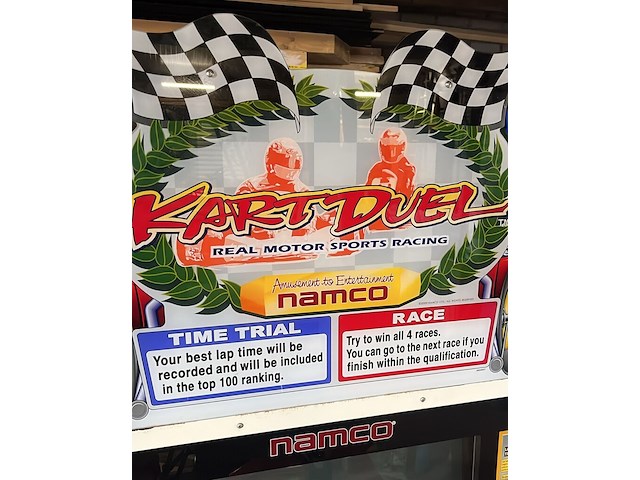 KART DUEL TM
REAL MOTOR SPORTS RACING
Amusement to Entertainment
namco
TIME TRIAL
Your best lap time will be
recorded and will be included
in the top 100 ranking.
RACE
Try to win all 4 races.
You can go to the next race if you
finish within the qualification.
namco